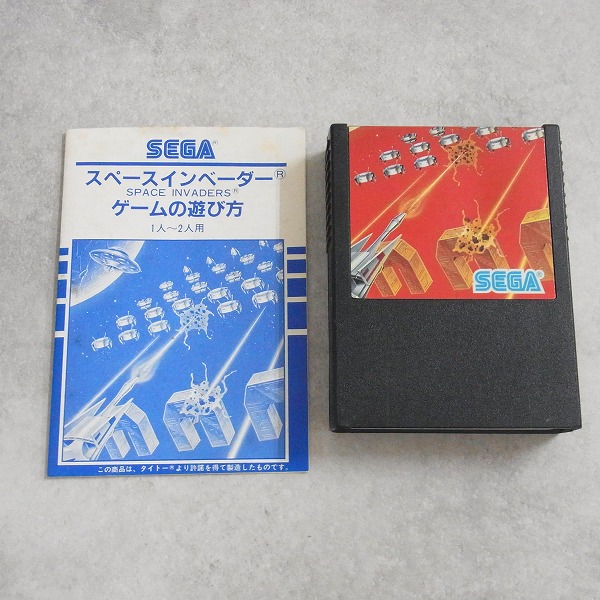 SEGA®
スペースインベーダー®
SPACE INVADERS®
ゲームの遊び方
1人～2人用
この商品は、タイトー®より許諾を得て製造したものです。
SEGA®